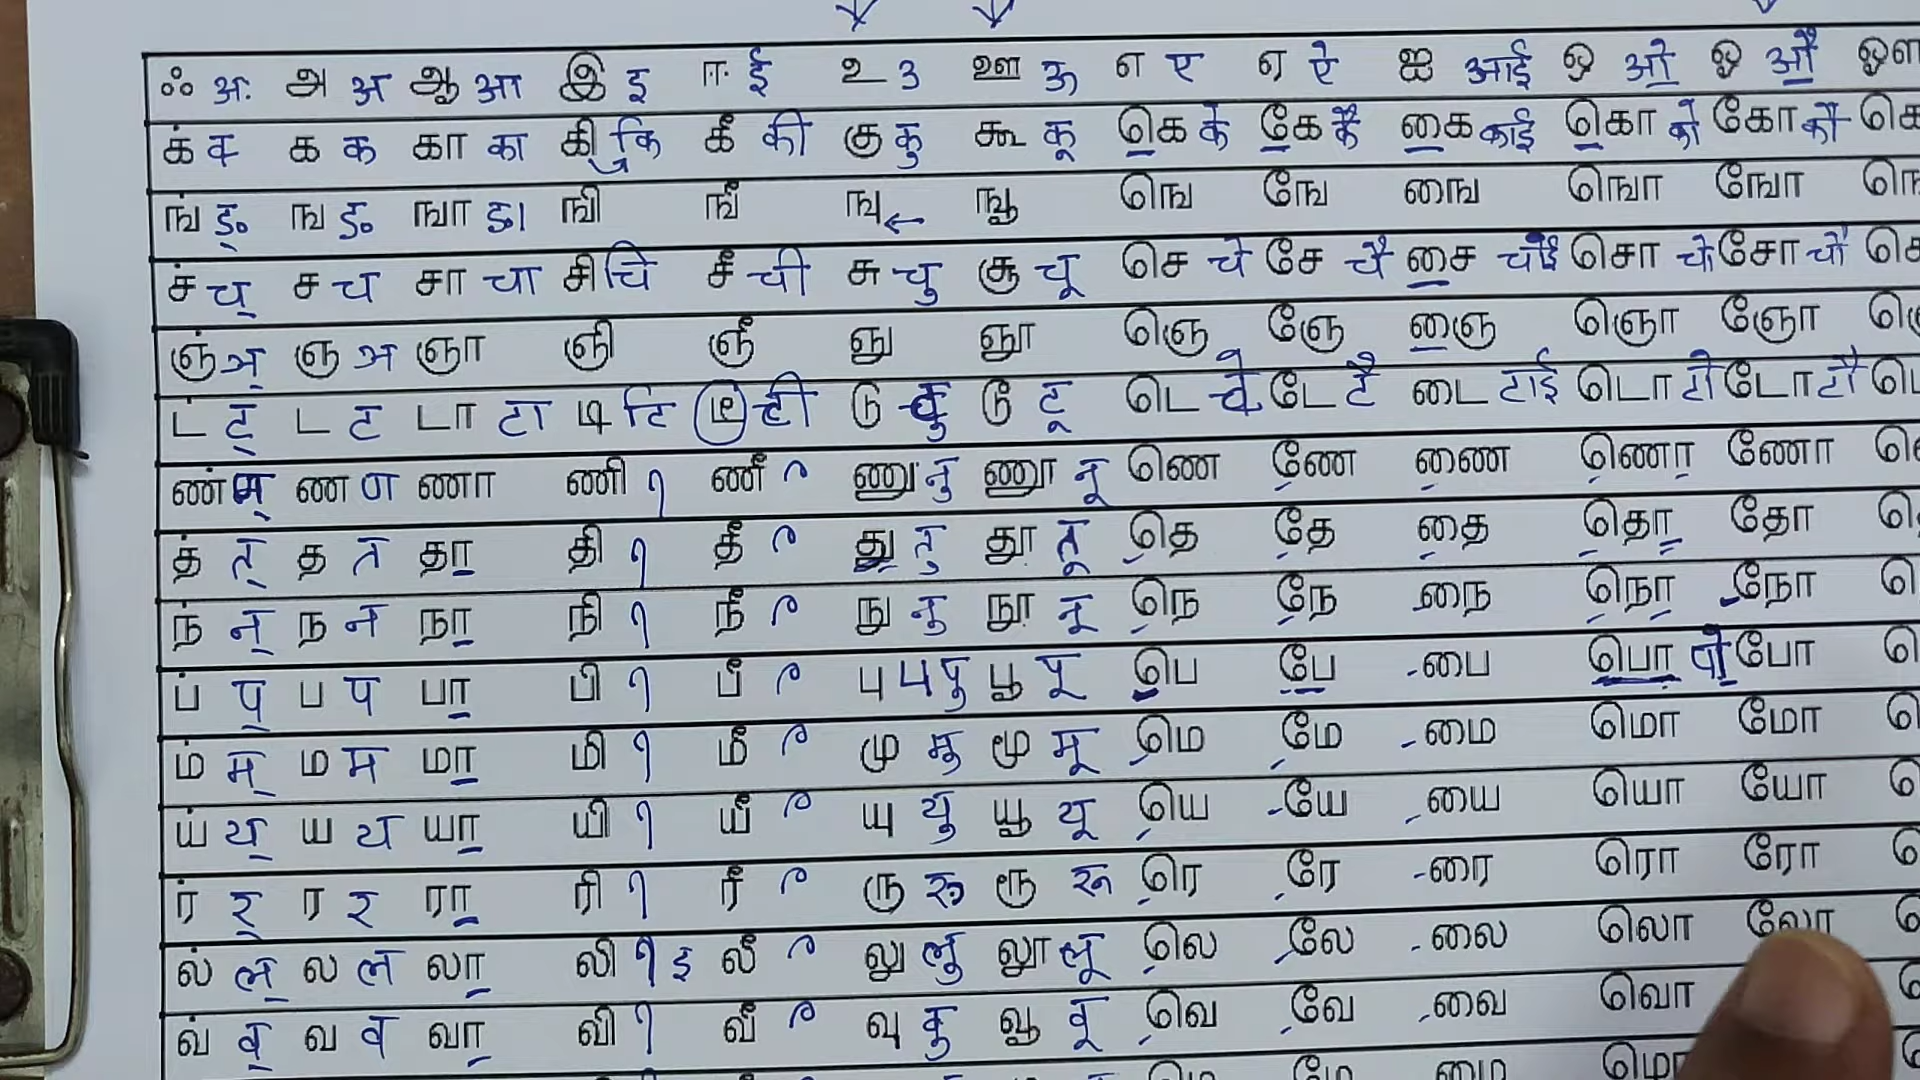 ஃ अः அ अ ஆ आ இ इ ஈ ई உ उ ஊ ऊ எ ए ஏ ऐ ஐ आई ஒ ओ ஓ औ
க் क் க क கா का கி कि கீ की கு कु கூ कू கெ के கே कै கை काई கொ को கோ कौ
ங் ङ् ங ङ ஙா ङा ஙி ஙீ ஙு ஙூ ஙெ ஙே ஙை ஙொ ஙோ
ச் च् ச च சா चा சி चि சீ ची சு चु சூ चू செ चे சே चै சை சொ चो சோ चौ
ஞ் ञ् ஞ ञ ஞா ஞி ஞீ ஞு ஞூ ஞெ ஞே ஞை ஞொ ஞோ
ட் ट् ட ट டா टा டி टि டீ டு டூ टू டெ டே टै டை टाई டொ टो டோ टौ
ண் ண ण ணா ணி ணீ ணு नु ணூ नू ணெ ணே ணை ணொ ணோ
த் त् த त தா தி தீ து तु தூ तू தெ தே தை தொ தோ
ந் न् ந न நா நி நீ நு नु நூ नू நெ நே நை நொ நோ
ப் प् ப प பா பி பீ பு पु பூ पू பெ பே பை பொ पो போ
ம் म् ம म மா மி மீ மு मु மூ मू மெ மே மை மொ மோ
ய் य् ய य யா யி யீ யு यु யூ यू யெ யே யை யொ யோ
ர் र् ர र ரா ரி ரீ ரு रु ரூ रू ரெ ரே ரை ரொ ரோ
ல் ल् ல ल லா லி इ லீ லு लु லூ लू லெ லே லை லொ லோ
வ் व् வ व வா வி வீ வு वु வூ वू வெ வே வை வொ